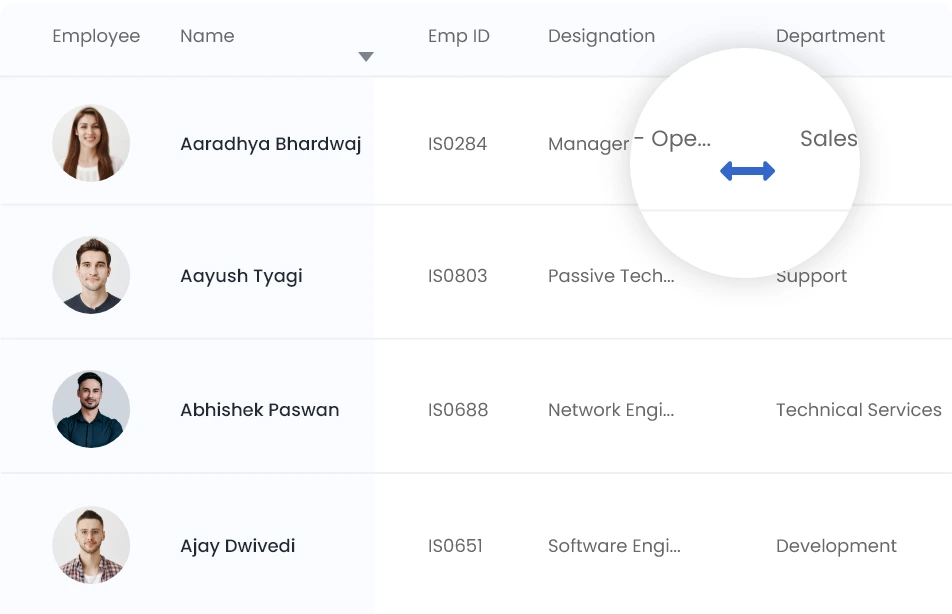 Employee Name Emp ID Designation Department
Aaradhya Bhardwaj IS0284 Manager - Ope... Sales
Aayush Tyagi IS0803 Passive Tech... Support
Abhishek Paswan IS0688 Network Engi... Technical Services
Ajay Dwivedi IS0651 Software Engi... Development